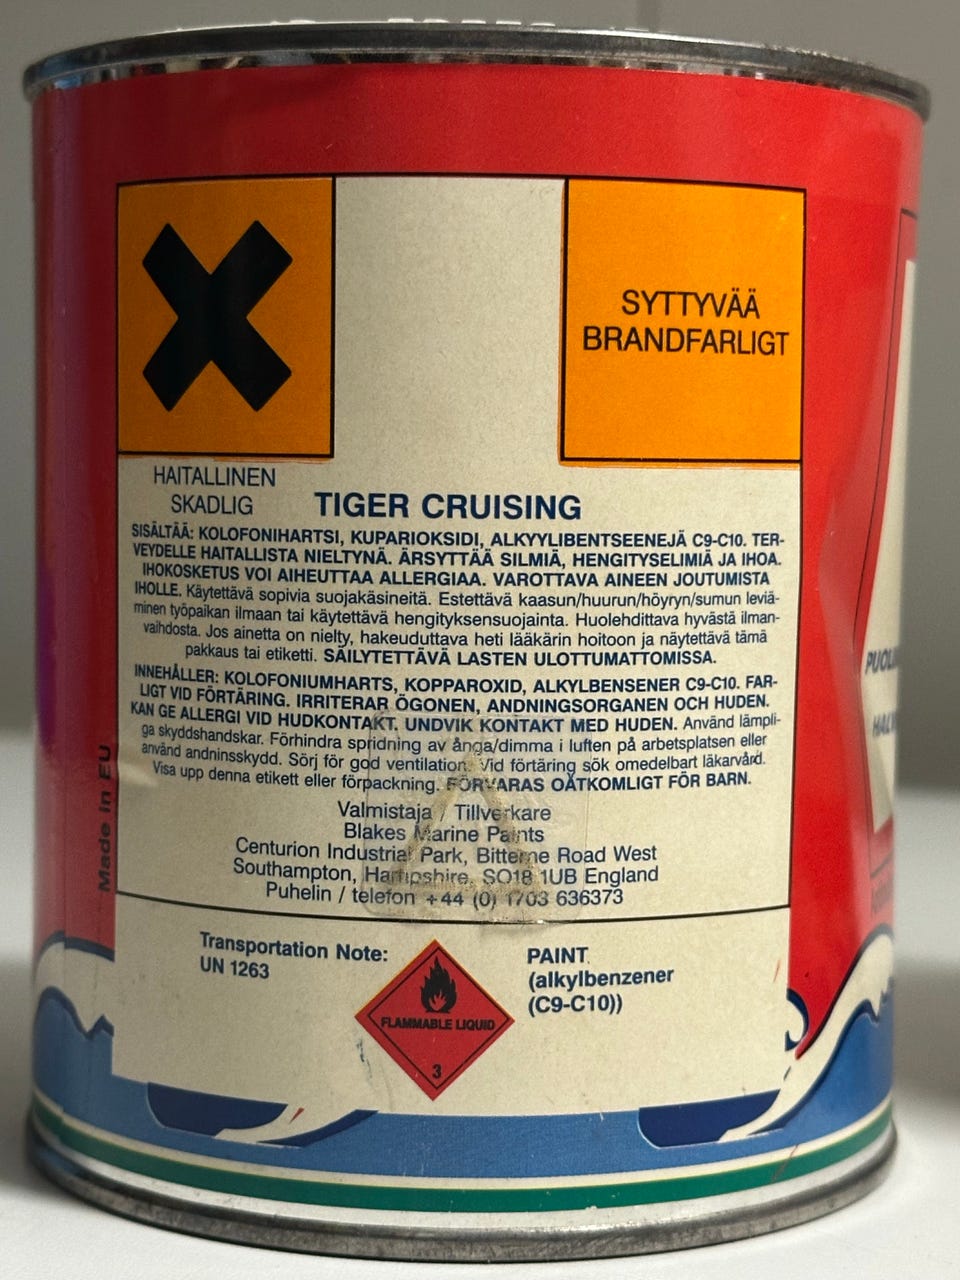 SYTTYVÄÄ
BRANDFARLIGT
HAITALLINEN
SKADLIG
TIGER CRUISING
SISÄLTÄÄ: KOLOFONIHARTSI, KUPARIOKSIDI, ALKYYLIBENTSEENEJÄ C9-C10. TER-
VEYDELLE HAITALLISTA NIELTYNÄ. ÄRSYTTÄÄ SILMIÄ, HENGITYSELIMIÄ JA IHOA.
IHOKOSKETUS VOI AIHEUTTAA ALLERGIAA. VAROTTAVA AINEEN JOUTUMISTA
IHOLLE. Käytettävä sopivia suojakäsineitä. Estettävä kaasun/huurun/höyryn/sumun leviä-
minen työpaikan ilmaan tai käytettävä hengityksensuojainta. Huolehdittava hyvästä ilman-
vaihdosta. Jos ainetta on nielty, hakeuduttava heti lääkärin hoitoon ja näytettävä tämä
pakkaus tai etiketti. SÄILYTETTÄVÄ LASTEN ULOTTUMATTOMISSA.
INNEHÅLLER: KOLOFONIUMHARTS, KOPPAROXID, ALKYLBENSENER C9-C10. FAR-
LIGT VID FÖRTÄRING. IRRITERAR ÖGONEN, ANDNINGSORGANEN OCH HUDEN.
KAN GE ALLERGI VID HUDKONTAKT. UNDVIK KONTAKT MED HUDEN. Använd lämpli-
ga skyddshandskar. Förhindra spridning av ånga/dimma i luften på arbetsplatsen eller
använd andninsskydd. Sörj för god ventilation. Vid förtäring sök omedelbart läkarvård.
Visa upp denna etikett eller förpackning. FÖRVARAS OÅTKOMLIGT FÖR BARN.
Valmistaja / Tillverkare
Blakes Marine Paints
Centurion Industrial Park, Bitterne Road West
Southampton, Hampshire. SO18 1UB England
Puhelin / telefon +44 (0) 1703 636373
Made in EU
Transportation Note:
UN 1263
FLAMMABLE LIQUID
3
PAINT
(alkylbenzener
(C9-C10))